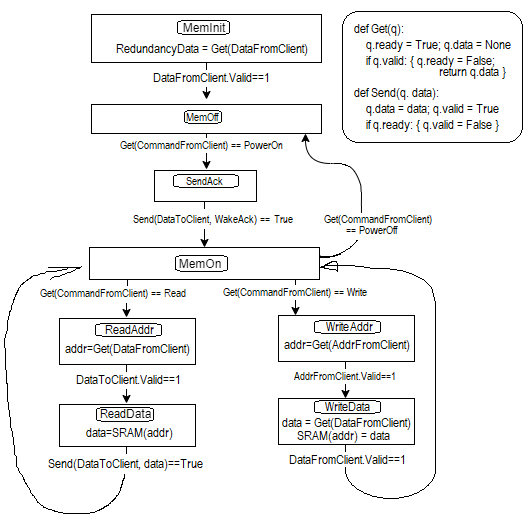 MemInit
RedundancyData = Get(DataFromClient)
DataFromClient.Valid==1
MemOff
Get(CommandFromClient) == PowerOn
SendAck
Send(DataToClient, WakeAck) == True
Get(CommandFromClient)
== PowerOff
MemOn
Get(CommandFromClient) == Read
Get(CommandFromClient) == Write
ReadAddr
addr=Get(DataFromClient)
DataToClient.Valid==1
ReadData
data=SRAM(addr)
Send(DataToClient, data)==True
WriteAddr
addr=Get(AddrFromClient)
AddrFromClient.Valid==1
WriteData
data = Get(DataFromClient)
SRAM(addr) = data
DataFromClient.Valid==1
def Get(q):
q.ready = True; q.data = None
if q.valid: { q.ready = False;
return q.data }
def Send(q. data):
q.data = data; q.valid = True
if q.ready: { q.valid = False }